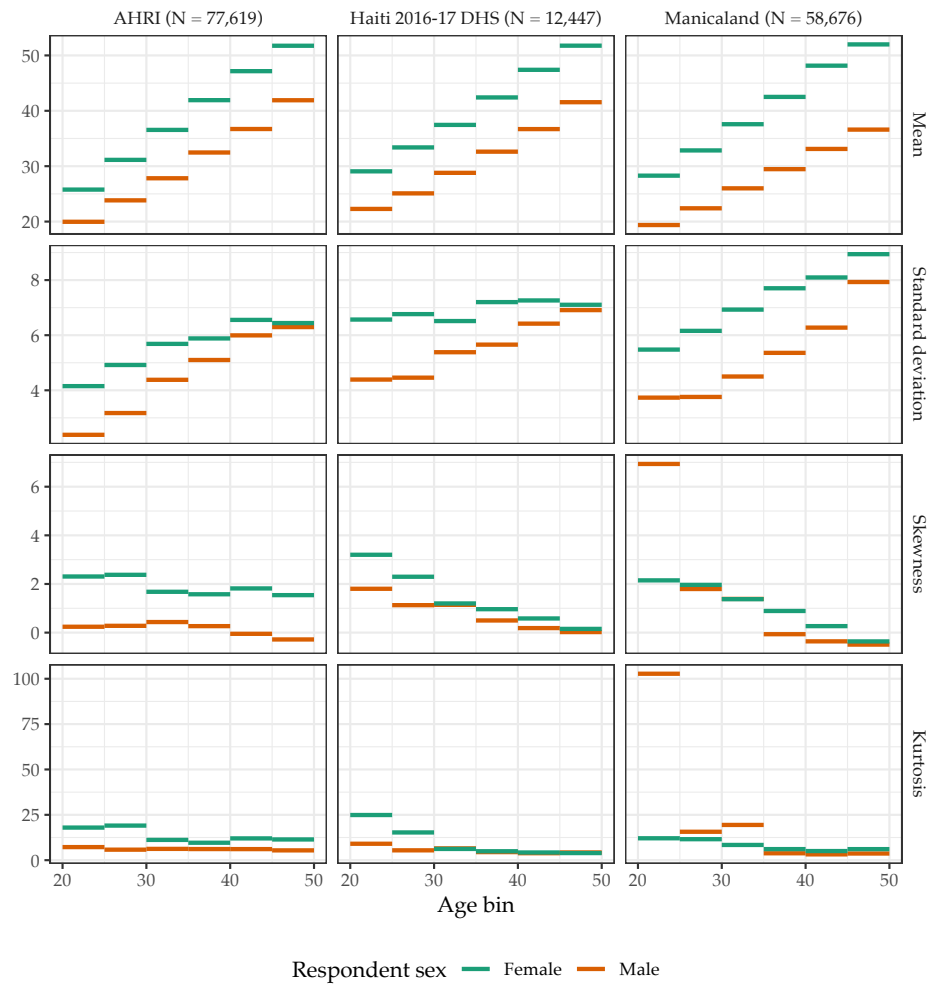 AHRI (N = 77,619) Haiti 2016-17 DHS (N = 12,447) Manicaland (N = 58,676)
50
40
30
20
Mean
8
6
4
Standard deviation
6
4
2
0
Skewness
100
75
50
25
0
Kurtosis
20 30 40 50 20 30 40 50 20 30 40 50
Age bin
Respondent sex Female Male